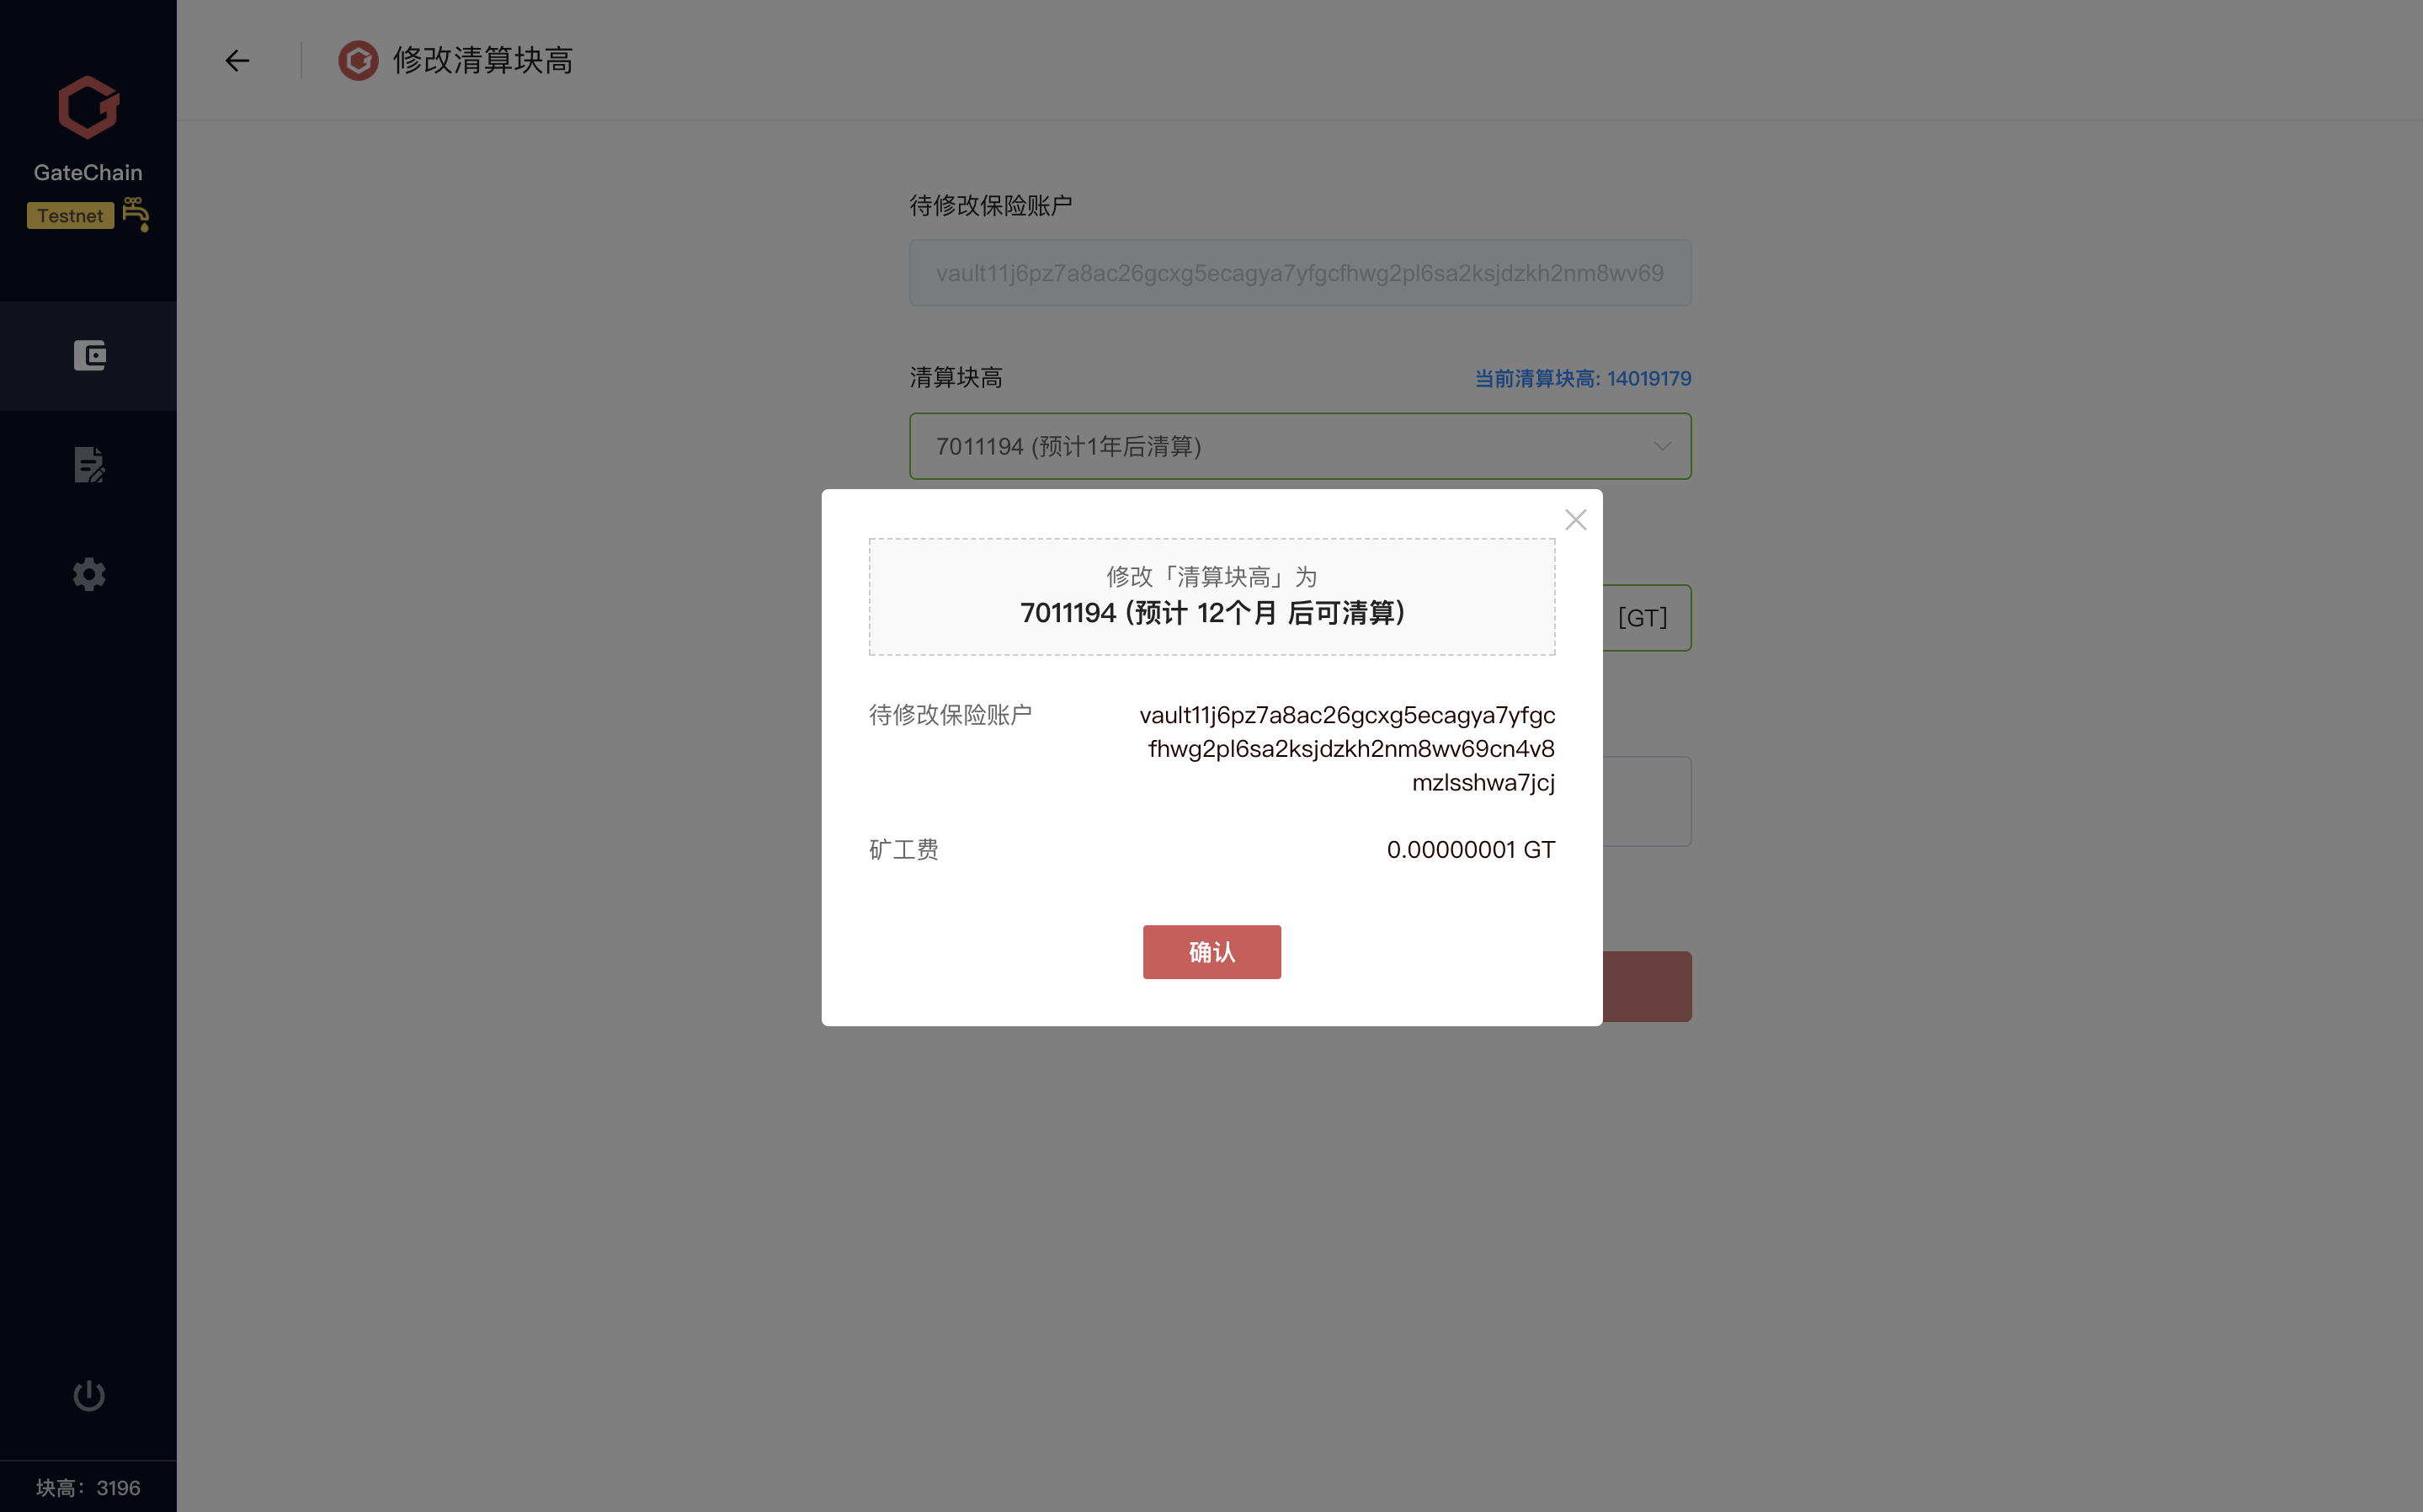 修改清算块高
GateChain
Testnet
待修改保险账户
vault11j6pz7a8ac26gcxg5ecagya7yfgcfhwg2pl6sa2ksjdzkh2nm8wv69
清算块高
当前清算块高: 14019179
7011194 (预计1年后清算)
修改「清算块高」为
7011194 (预计 12个月 后可清算)
[GT]
待修改保险账户
vault11j6pz7a8ac26gcxg5ecagya7yfgc
fhwg2pl6sa2ksjdzkh2nm8wv69cn4v8
mzlsshwa7jcj
矿工费
0.00000001 GT
确认
块高：3196